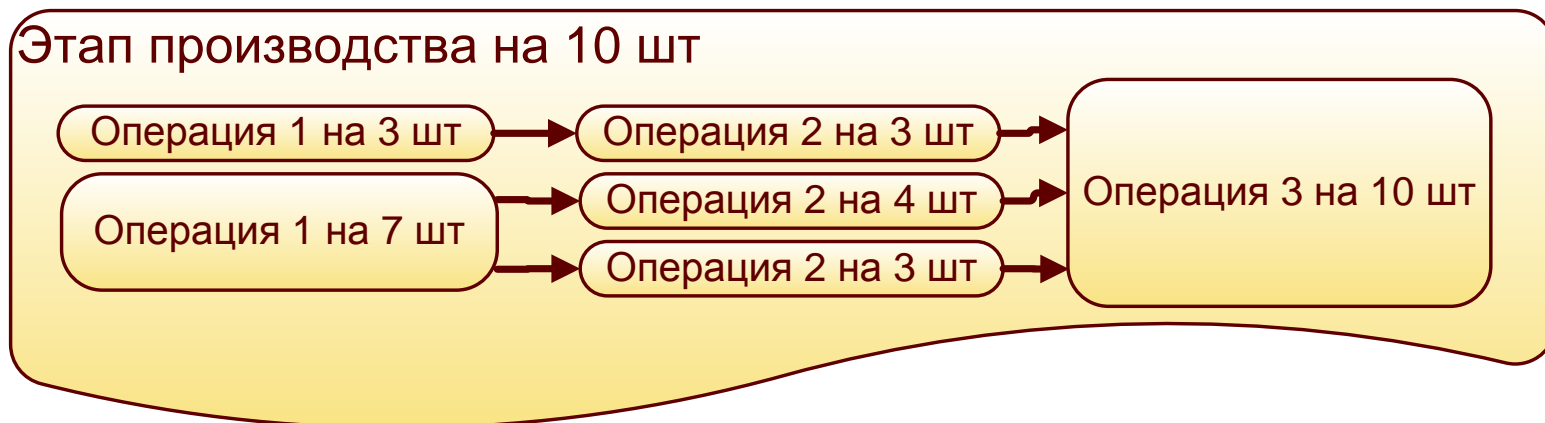 Этап производства на 10 шт
Операция 1 на 3 шт
Операция 2 на 3 шт
Операция 1 на 7 шт
Операция 2 на 4 шт
Операция 2 на 3 шт
Операция 3 на 10 шт